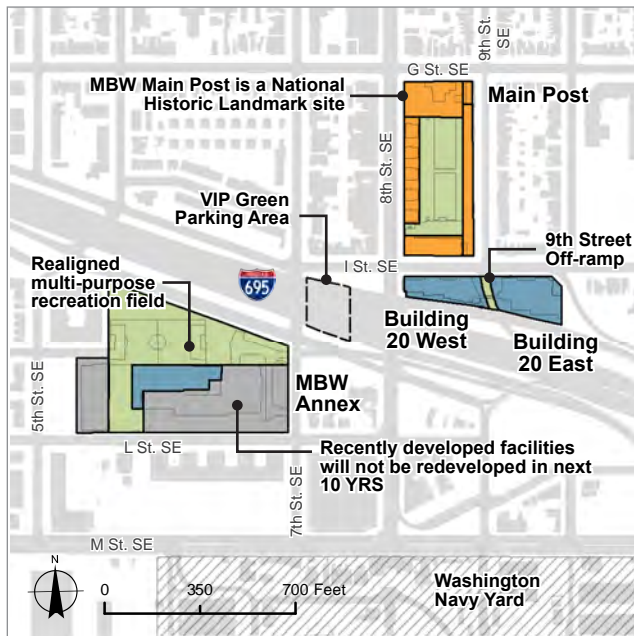 9th St.
SE
G St. SE
MBW Main Post is a National
Historic Landmark site
Main Post
8th St. SE
VIP Green
Parking Area
9th Street
Off-ramp
I St. SE
Realigned
multi-purpose
recreation field
695
Building
20 West
Building
20 East
5th St. SE
MBW
Annex
L St. SE
Recently developed facilities
will not be redeveloped in next
10 YRS
7th St. SE
M St. SE
N
0 350 700 Feet
Washington
Navy Yard